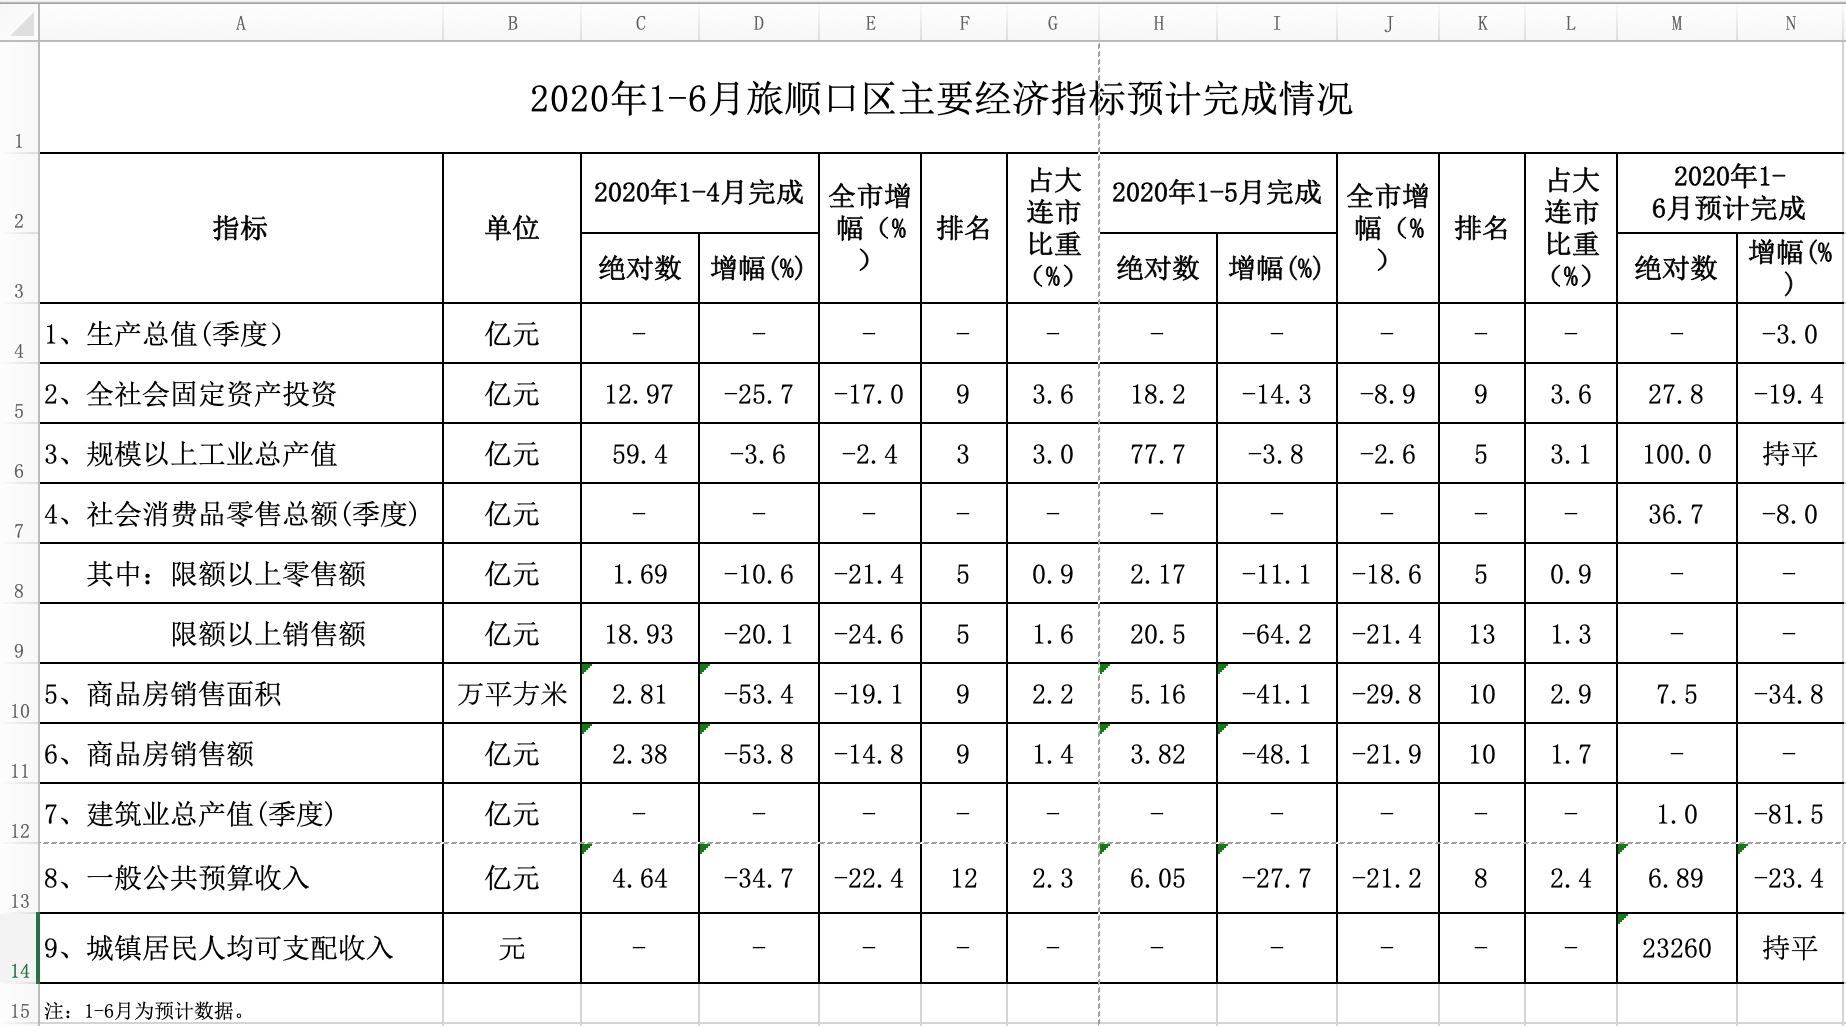 A B C D E F G H I J K L M N
1 2020年1-6月旅顺口区主要经济指标预计完成情况
2 指标 单位 2020年1-4月完成 全市增幅（%） 排名 占大连市比重(%) 2020年1-5月完成 全市增幅（%） 排名 占大连市比重(%) 2020年1-6月预计完成
3 绝对数 增幅(%) 绝对数 增幅(%) 绝对数 增幅(%)
4 1、生产总值(季度） 亿元 - - - - - - - - - - - -3.0
5 2、全社会固定资产投资 亿元 12.97 -25.7 -17.0 9 3.6 18.2 -14.3 -8.9 9 3.6 27.8 -19.4
6 3、规模以上工业总产值 亿元 59.4 -3.6 -2.4 3 3.0 77.7 -3.8 -2.6 5 3.1 100.0 持平
7 4、社会消费品零售总额(季度) 亿元 - - - - - - - - - - 36.7 -8.0
8 其中：限额以上零售额 亿元 1.69 -10.6 -21.4 5 0.9 2.17 -11.1 -18.6 5 0.9 - -
9 限额以上销售额 亿元 18.93 -20.1 -24.6 5 1.6 20.5 -64.2 -21.4 13 1.3 - -
10 5、商品房销售面积 万平方米 2.81 -53.4 -19.1 9 2.2 5.16 -41.1 -29.8 10 2.9 7.5 -34.8
11 6、商品房销售额 亿元 2.38 -53.8 -14.8 9 1.4 3.82 -48.1 -21.9 10 1.7 - -
12 7、建筑业总产值(季度) 亿元 - - - - - - - - - - 1.0 -81.5
13 8、一般公共预算收入 亿元 4.64 -34.7 -22.4 12 2.3 6.05 -27.7 -21.2 8 2.4 6.89 -23.4
14 9、城镇居民人均可支配收入 元 - - - - - - - - - - 23260 持平
15 注：1-6月为预计数据。